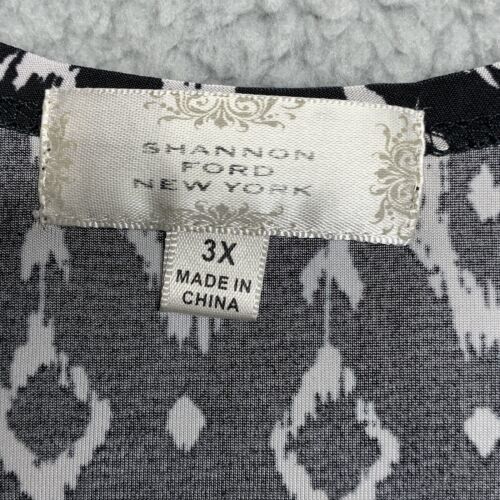 SHANNON
FORD
NEW YORK
3X
MADE IN
CHINA